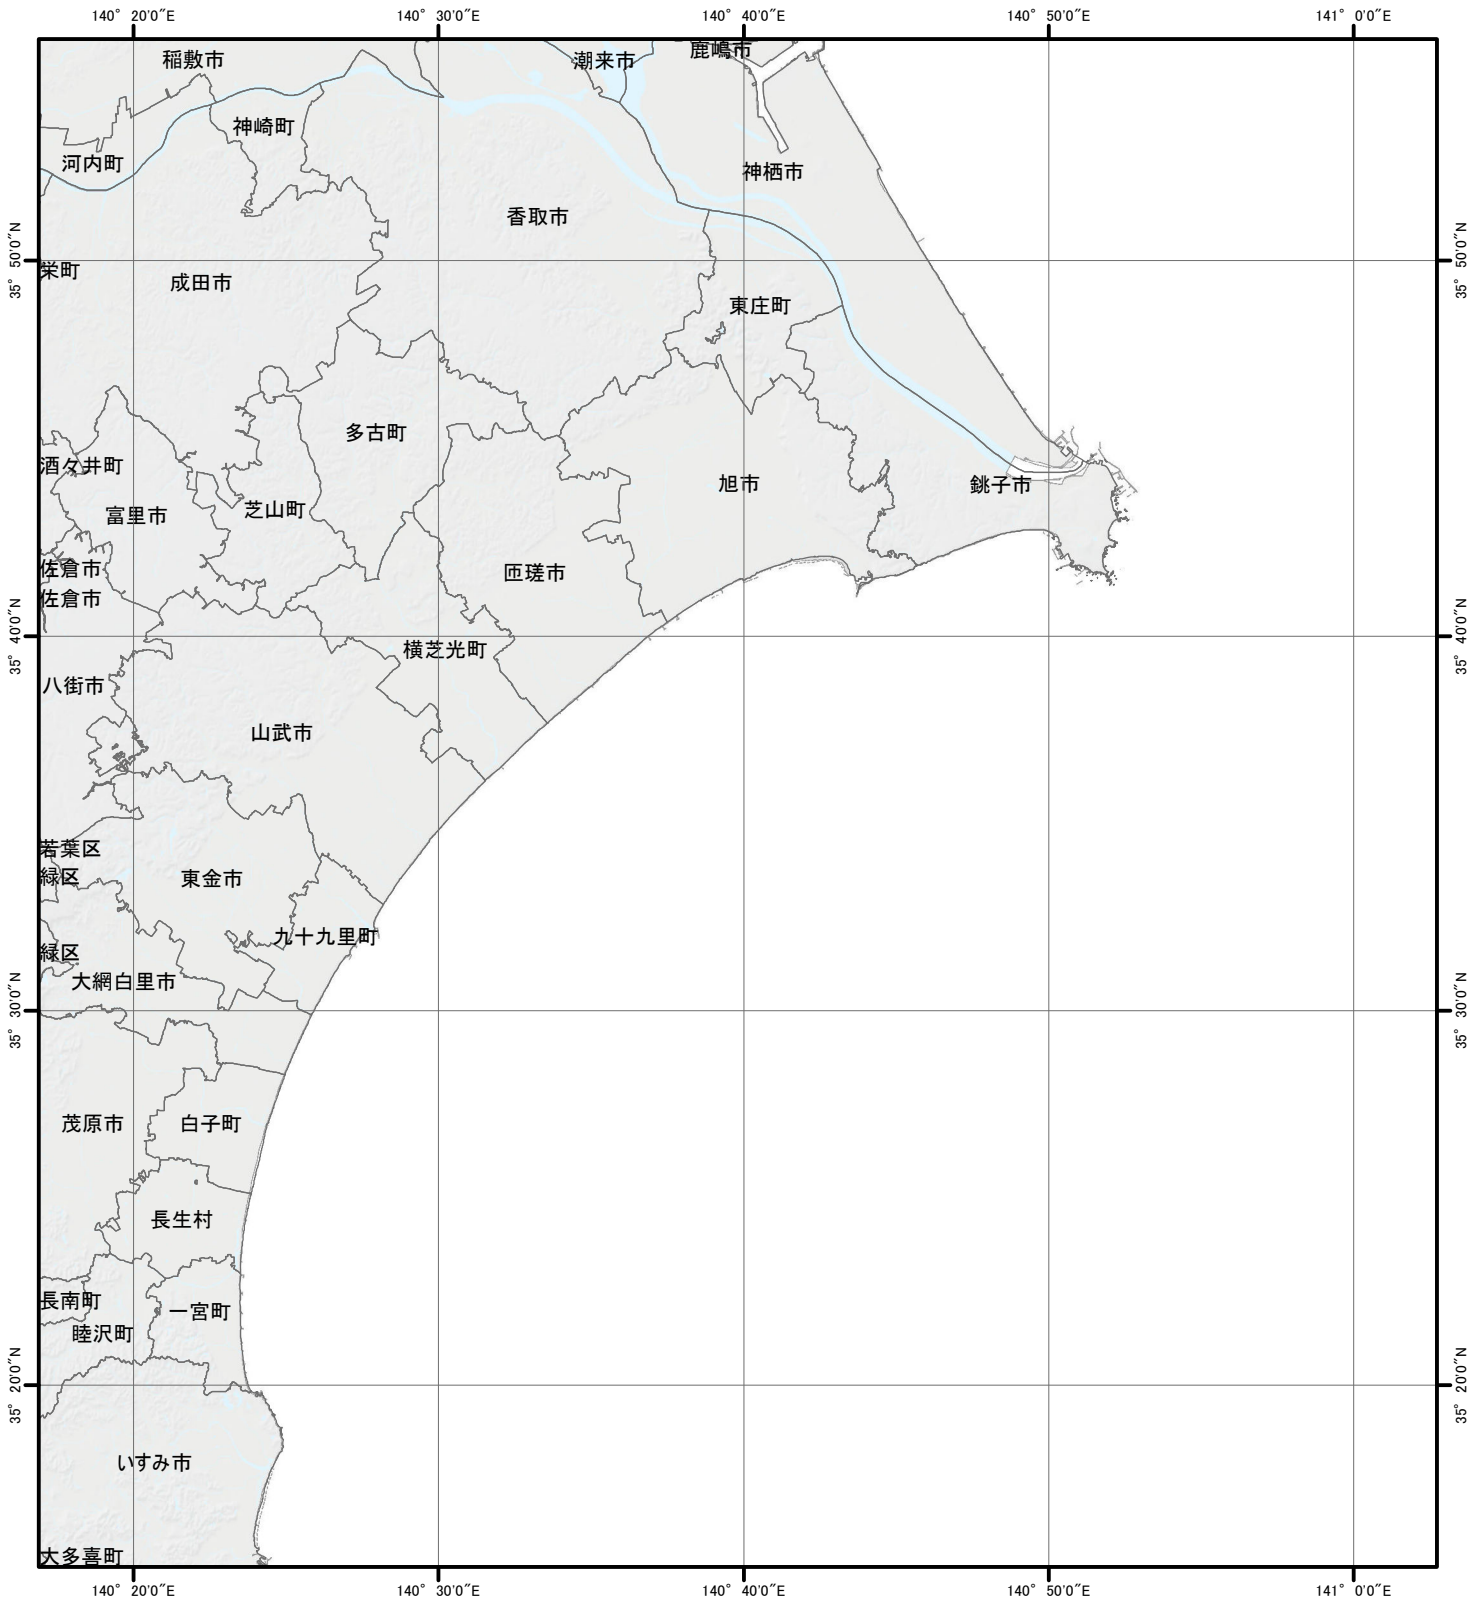 140° 20'0"E
140° 30'0"E
140° 40'0"E
140° 50'0"E
141° 0'0"E
稲敷市
潮来市
鹿嶋市
神崎町
河内町
神栖市
香取市
35° 50'0"N
35° 50'0"N
栄町
成田市
東庄町
多古町
酒々井町
旭市
銚子市
富里市
芝山町
佐倉市
匝瑳市
佐倉市
35° 40'0"N
35° 40'0"N
横芝光町
八街市
山武市
若葉区
緑区
東金市
九十九里町
緑区
大網白里市
35° 30'0"N
35° 30'0"N
茂原市
白子町
長生村
長南町
一宮町
睦沢町
35° 20'0"N
35° 20'0"N
いすみ市
大多喜町
140° 20'0"E
140° 30'0"E
140° 40'0"E
140° 50'0"E
141° 0'0"E